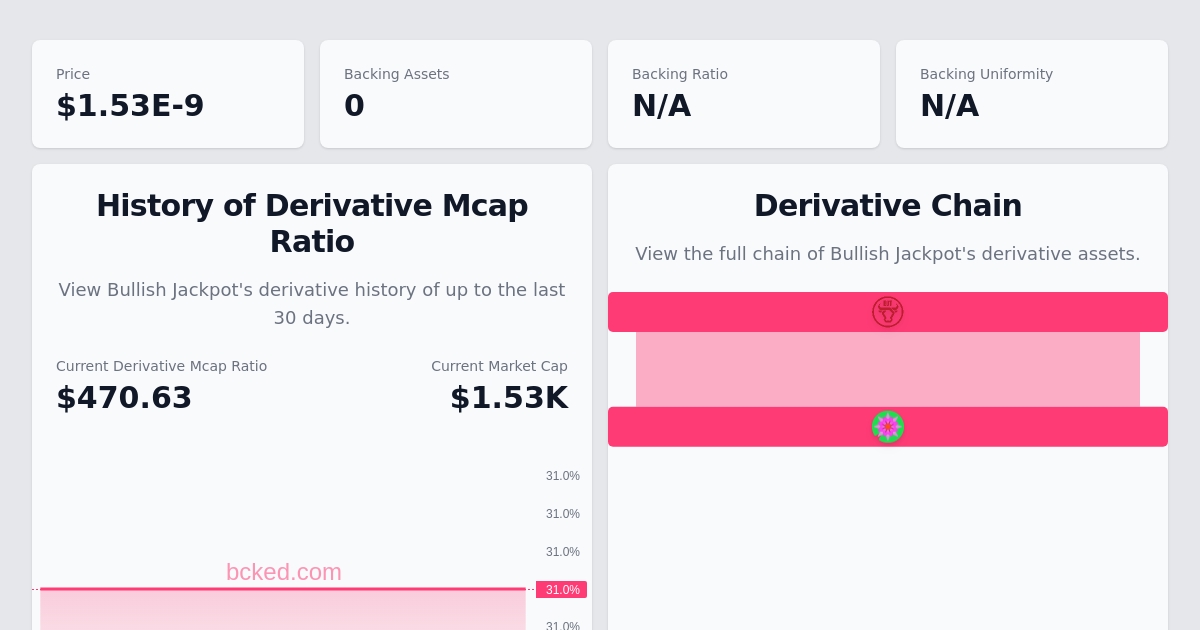 Price
$1.53E-9
Backing Assets
0
Backing Ratio
N/A
Backing Uniformity
N/A
History of Derivative Mcap
Ratio
View Bullish Jackpot's derivative history of up to the last
30 days.
Current Derivative Mcap Ratio
$470.63
Current Market Cap
$1.53K
31.0%
31.0%
31.0%
bcked.com
31.0%
31.0%
Derivative Chain
View the full chain of Bullish Jackpot's derivative assets.